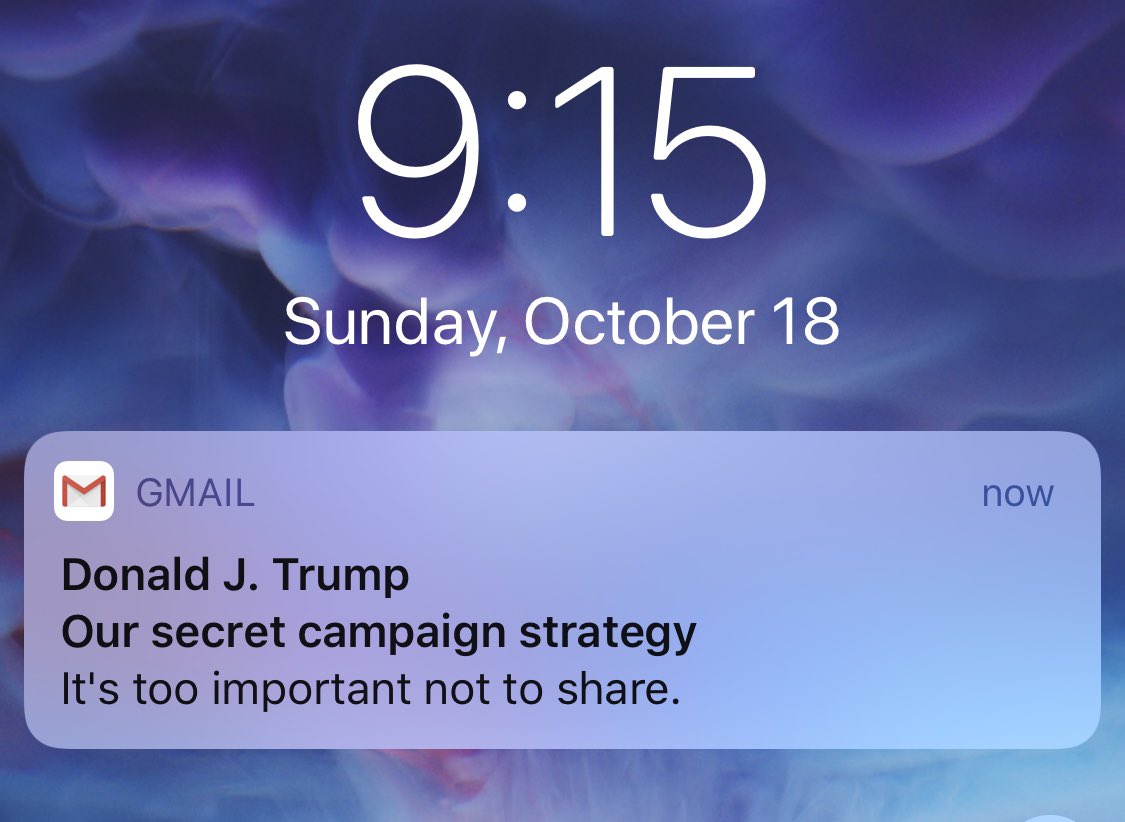 9:15
Sunday, October 18
GMAIL now
Donald J. Trump
Our secret campaign strategy
It's too important not to share.